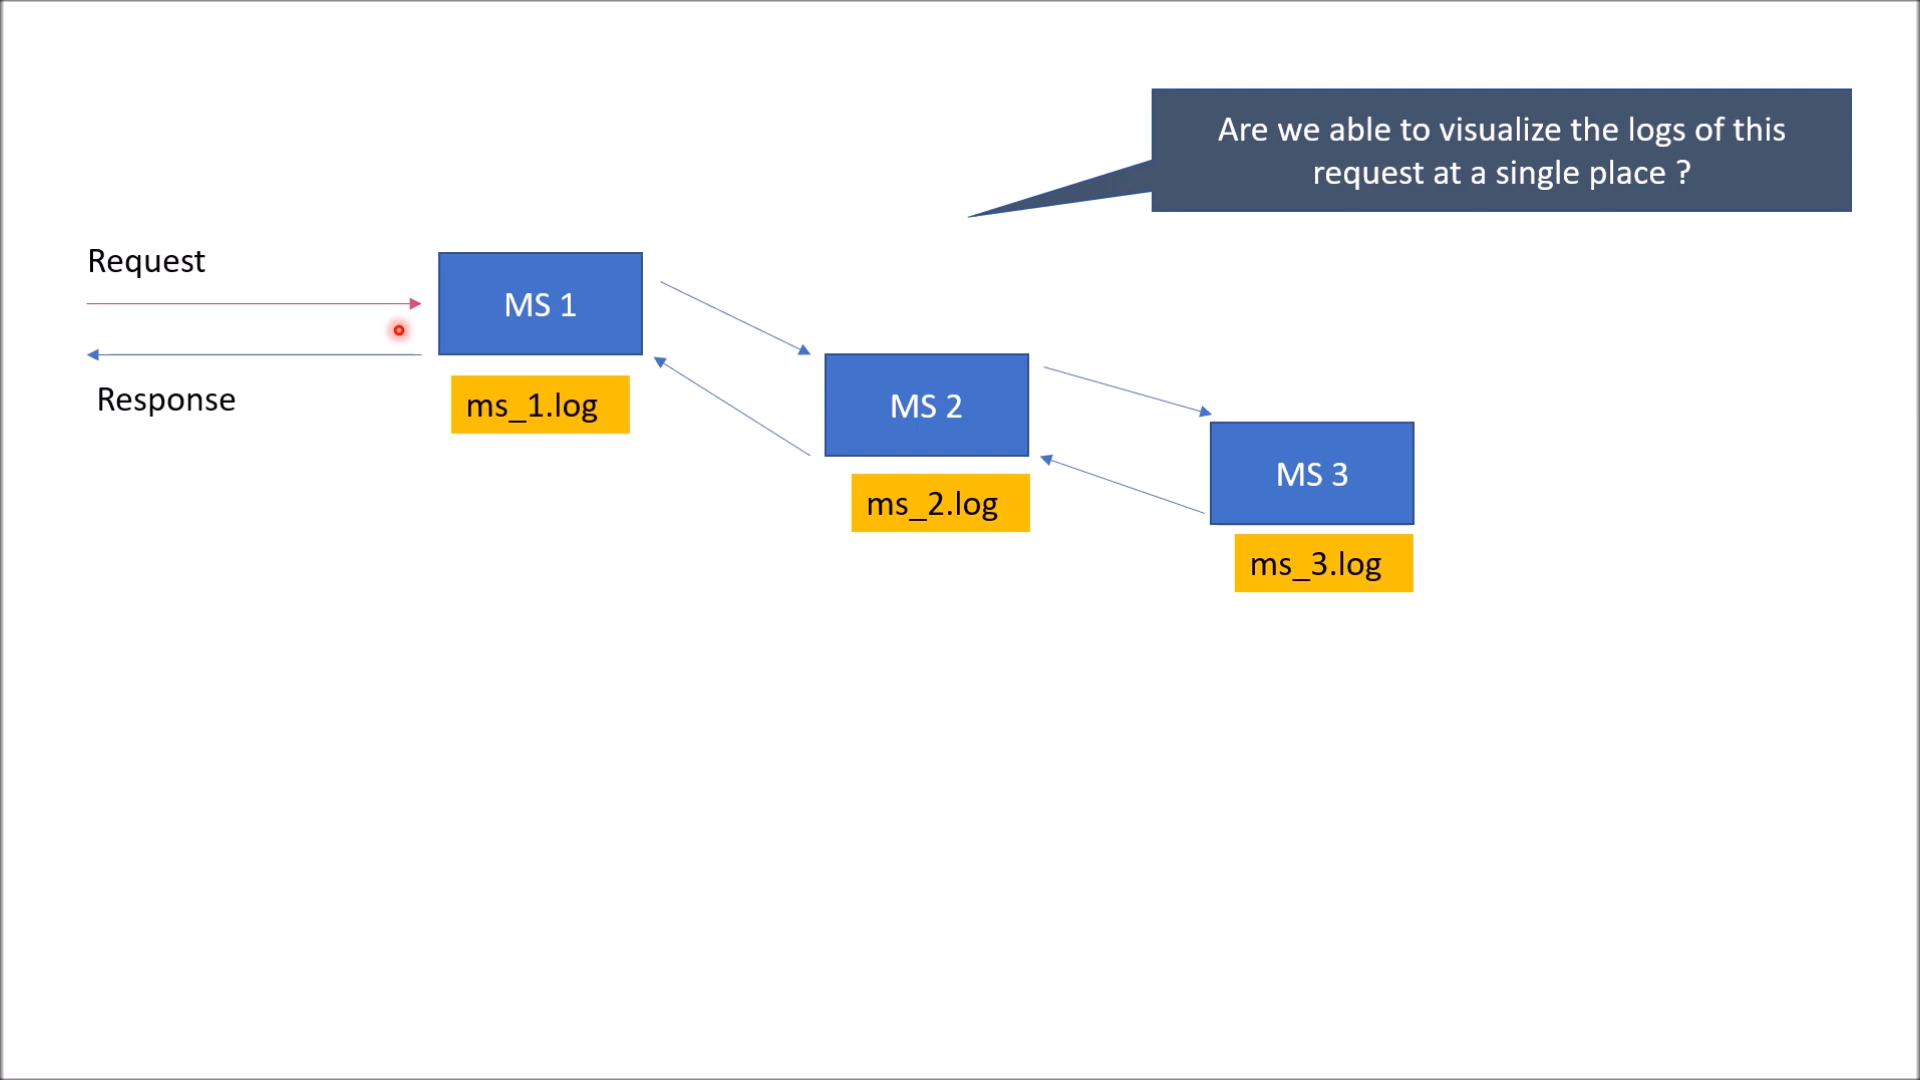 Are we able to visualize the logs of this
request at a single place ?
Request
MS 1
Response
ms_1.log
MS 2
ms_2.log
MS 3
ms_3.log